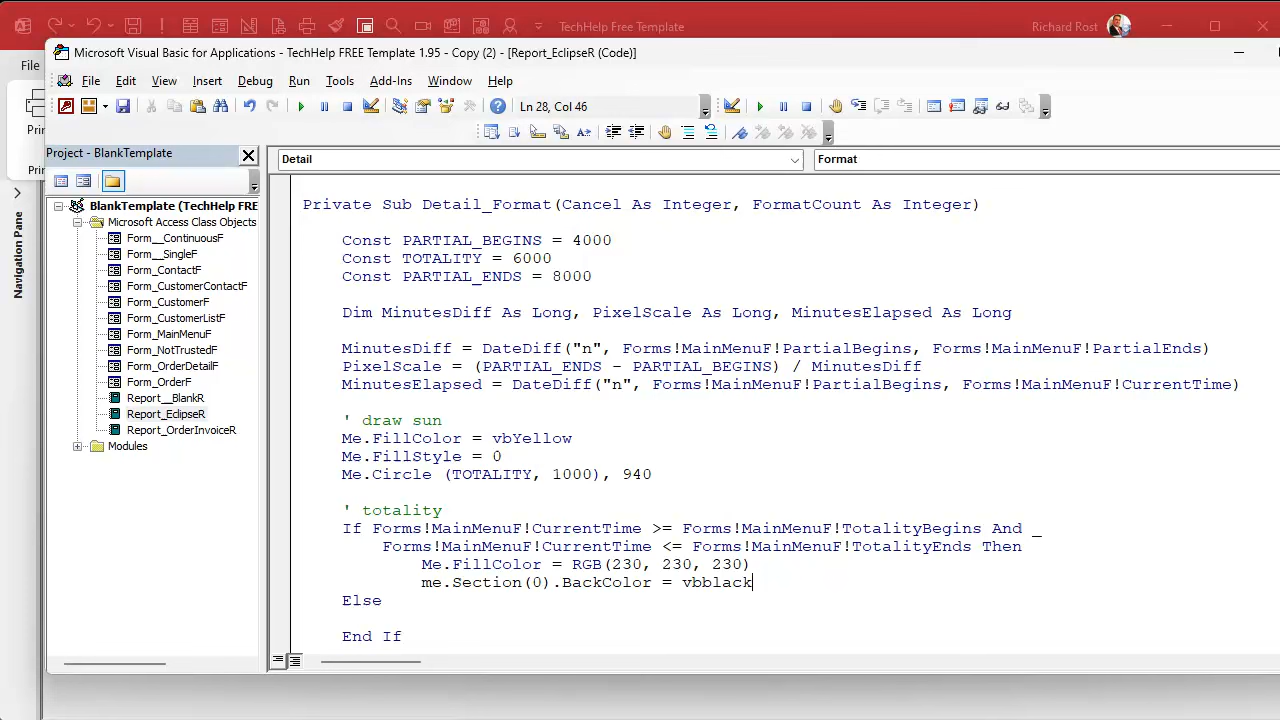 TechHelp Free Template
Richard Rost
Microsoft Visual Basic for Applications - TechHelp FREE Template 1.95 - Copy (2) - [Report_EclipseR (Code)]
File
File Edit View Insert Debug Run Tools Add-Ins Window Help
Ln 28, Col 46
Prin
Prin
Navigation Pane
Project - BlankTemplate
BlankTemplate (TechHelp FRE
Microsoft Access Class Objects
Form__ContinuousF
Form__SingleF
Form_ContactF
Form_CustomerContactF
Form_CustomerF
Form_CustomerListF
Form_MainMenuF
Form_NotTrustedF
Form_OrderDetailF
Form_OrderF
Report__BlankR
Report_EclipseR
Report_OrderInvoiceR
Modules
Detail
Format
Private Sub Detail_Format(Cancel As Integer, FormatCount As Integer)
Const PARTIAL_BEGINS = 4000
Const TOTALITY = 6000
Const PARTIAL_ENDS = 8000
Dim MinutesDiff As Long, PixelScale As Long, MinutesElapsed As Long
MinutesDiff = DateDiff("n", Forms!MainMenuF!PartialBegins, Forms!MainMenuF!PartialEnds)
PixelScale = (PARTIAL_ENDS - PARTIAL_BEGINS) / MinutesDiff
MinutesElapsed = DateDiff("n", Forms!MainMenuF!PartialBegins, Forms!MainMenuF!CurrentTime)
' draw sun
Me.FillColor = vbYellow
Me.FillStyle = 0
Me.Circle (TOTALITY, 1000), 940
' totality
If Forms!MainMenuF!CurrentTime >= Forms!MainMenuF!TotalityBegins And _
Forms!MainMenuF!CurrentTime <= Forms!MainMenuF!TotalityEnds Then
Me.FillColor = RGB(230, 230, 230)
me.Section(0).BackColor = vbblack
Else
End If